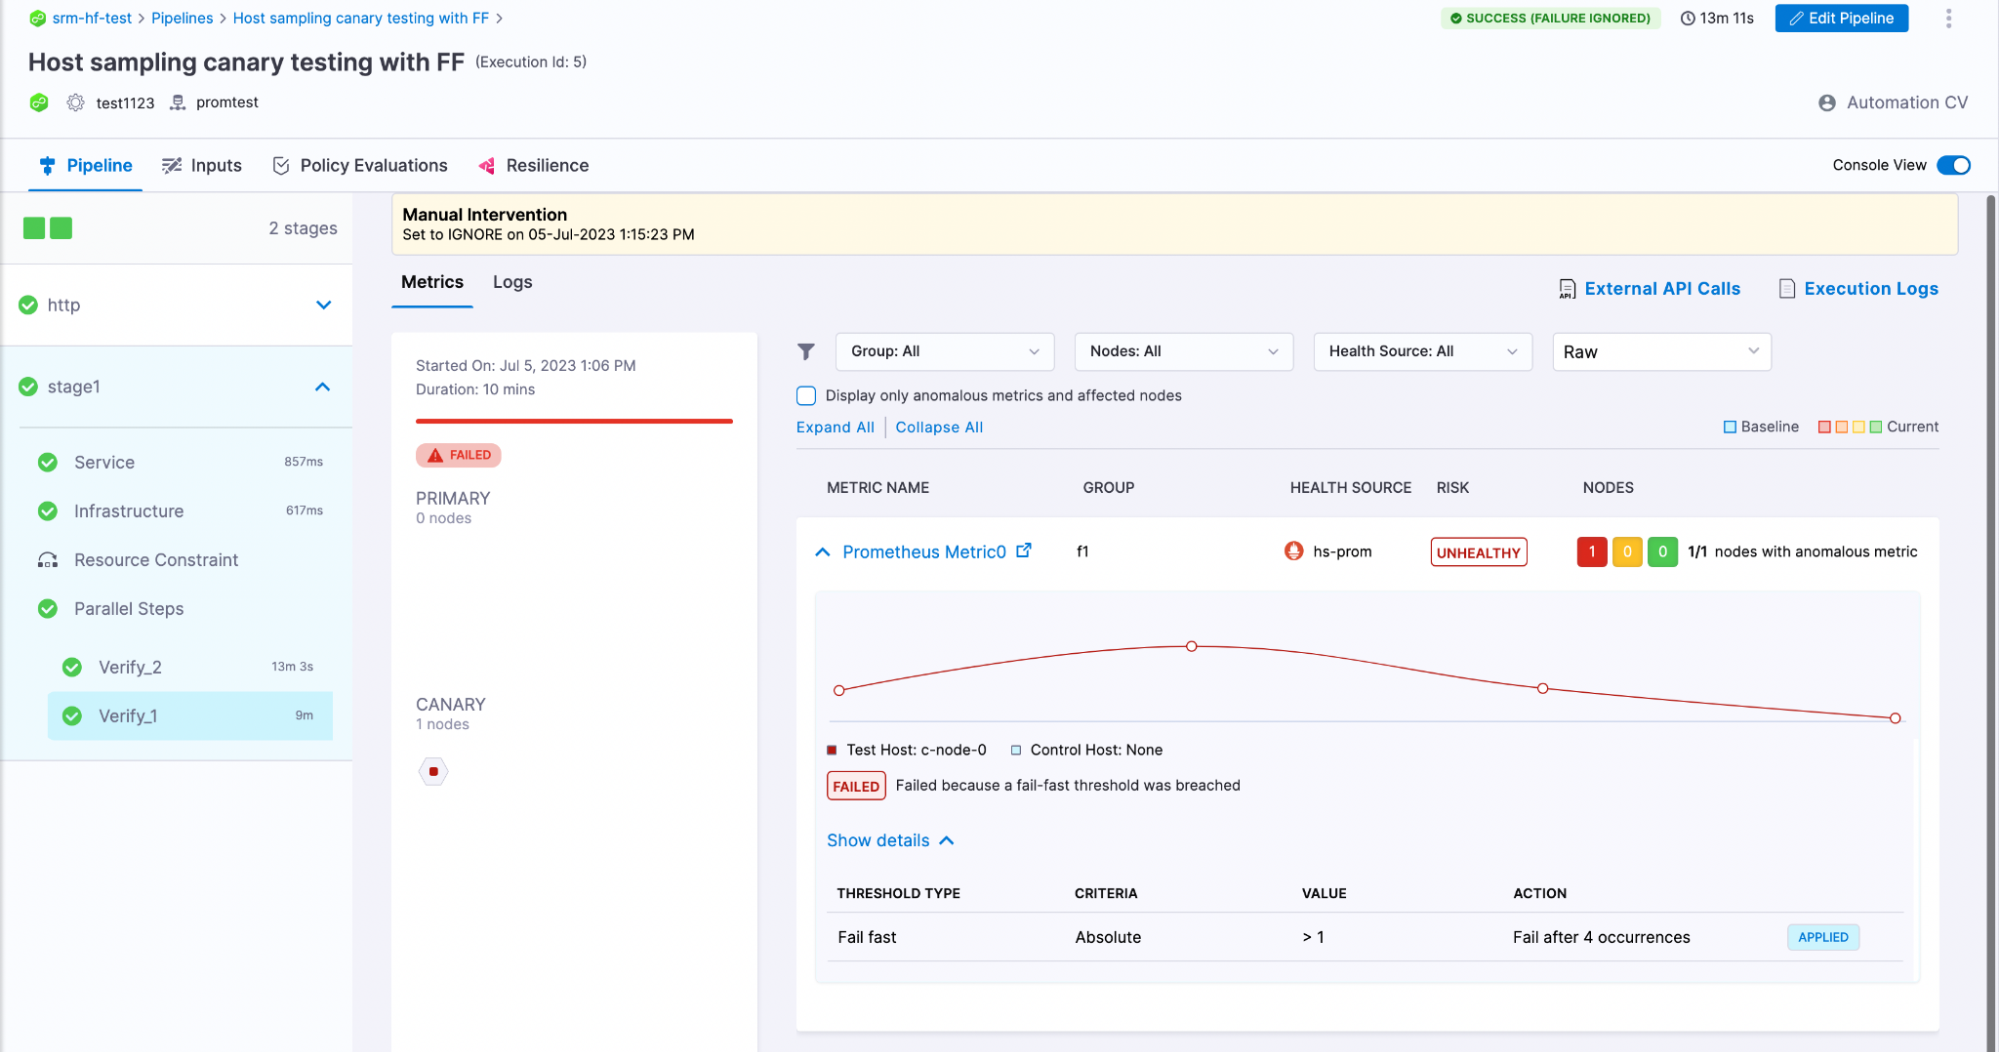 srm-hf-test > Pipelines > Host sampling canary testing with FF >
SUCCESS (FAILURE IGNORED) 13m 11s Edit Pipeline
Host sampling canary testing with FF (Execution Id: 5)
test1123 promtest
Automation CV
Pipeline Inputs Policy Evaluations Resilience
Console View
2 stages
http
stage1
Service 857ms
Infrastructure 617ms
Resource Constraint
Parallel Steps
Verify_2 13m 3s
Verify_1 9m
Manual Intervention
Set to IGNORE on 05-Jul-2023 1:15:23 PM
Metrics Logs
External API Calls Execution Logs
Started On: Jul 5, 2023 1:06 PM
Duration: 10 mins
FAILED
PRIMARY
0 nodes
CANARY
1 nodes
Group: All Nodes: All Health Source: All Raw
Display only anomalous metrics and affected nodes
Expand All Collapse All
Baseline Current
METRIC NAME GROUP HEALTH SOURCE RISK NODES
Prometheus Metric0 f1 hs-prom UNHEALTHY 1 0 0 1/1 nodes with anomalous metric
Test Host: c-node-0 Control Host: None
FAILED Failed because a fail-fast threshold was breached
Show details
THRESHOLD TYPE CRITERIA VALUE ACTION
Fail fast Absolute > 1 Fail after 4 occurrences APPLIED